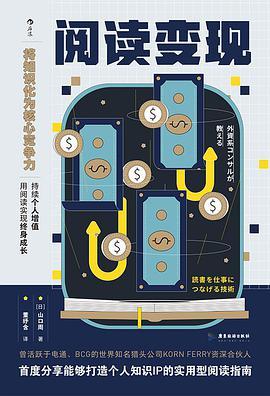 后浪
阅读变现
将知识化为核心竞争力
持续个人增值
用阅读实现终身成长
[日]山口周 著
董纾含 译
外資系コンサルが
教える
読書を仕事に
つなげる技術
曾活跃于电通、BCG的世界知名猎头公司KORN FERRY资深合伙人
首度分享能够打造个人知识IP的实用型阅读指南